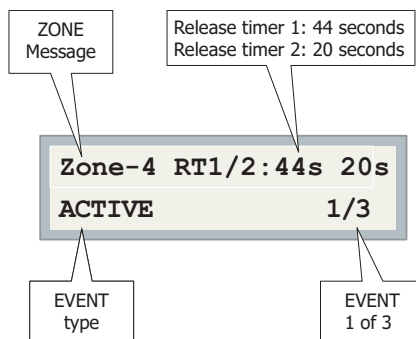 ZONE
Message
Release timer 1: 44 seconds
Release timer 2: 20 seconds
Zone-4 RT1/2:44s 20s
ACTIVE 1/3
EVENT
type
EVENT
1 of 3